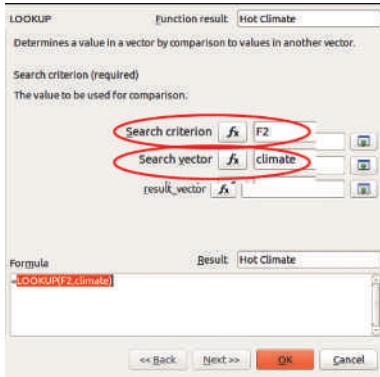 LOOKUP Function result Hot Climate
Determines a value in a vector by comparison to values in another vector.
Search criterion (required)
The value to be used for comparison.
Search criterion fx F2
Search vector fx climate
result_vector fx
Formula Result Hot Climate
=LOOKUP(F2,climate)
<< Back Next >> OK Cancel